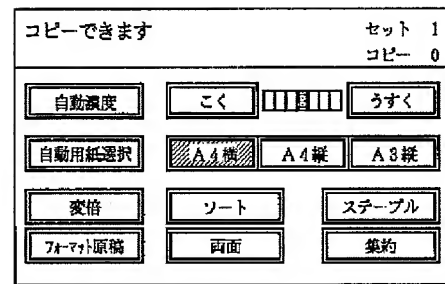 コピーできます セット 1
コピー 0
自動濃度 こく うすく
自動用紙選択 A4横 A4縦 A3縦
変倍 ソート ステープル
フォーマット原稿 両面 集約